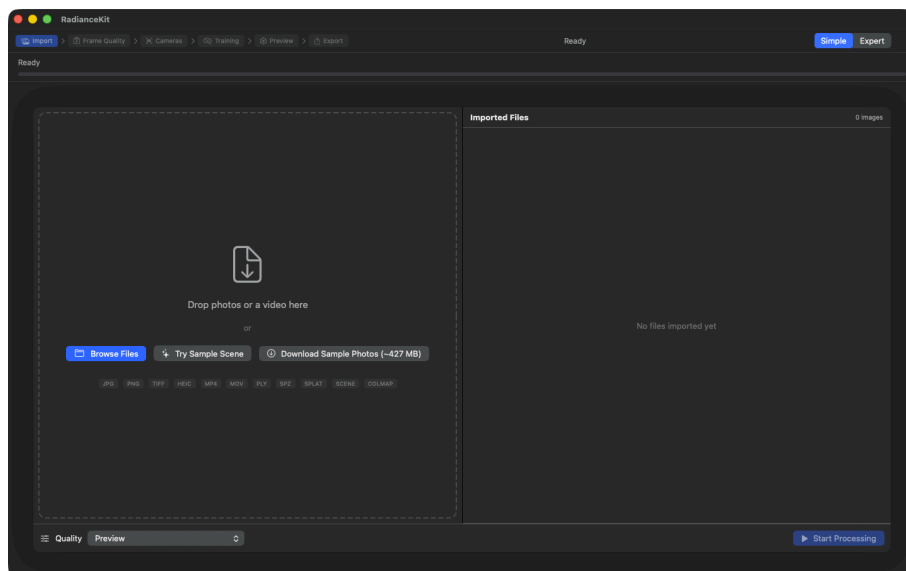 RadianceKit
Import > Frame Quality > Cameras > Training > Preview > Export
Ready
Simple Expert
Ready
Imported Files
0 images
Drop photos or a video here
or
Browse Files
Try Sample Scene
Download Sample Photos (~427 MB)
JPG PNG TIFF HEIC MP4 MOV PLY SPZ SPLAT SCENE COLMAP
No files imported yet
Quality Preview
Start Processing